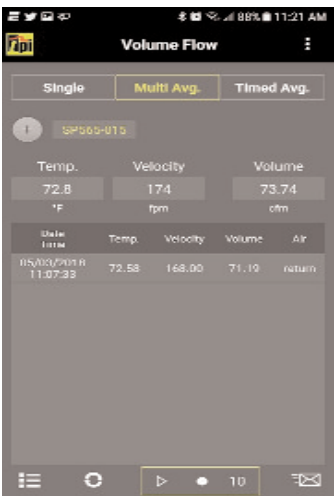 88% 11:21 AM
TPI Volume Flow
Single Multi Avg. Timed Avg.
1 SP565-015
Temp. Velocity Volume
72.8 174 73.74
°F fpm cfm
Date Time Temp. Velocity Volume Air
05/03/2018 11:07:33 72.58 168.00 71.19 return
10